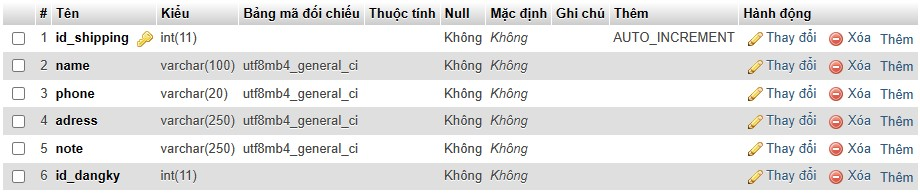 # Tên Kiểu Bảng mã đối chiếu Thuộc tính Null Mặc định Ghi chú Thêm Hành động
1 id_shipping int(11) Không Không AUTO_INCREMENT Thay đổi Xóa Thêm
2 name varchar(100) utf8mb4_general_ci Không Không Thay đổi Xóa Thêm
3 phone varchar(20) utf8mb4_general_ci Không Không Thay đổi Xóa Thêm
4 adress varchar(250) utf8mb4_general_ci Không Không Thay đổi Xóa Thêm
5 note varchar(250) utf8mb4_general_ci Không Không Thay đổi Xóa Thêm
6 id_dangky int(11) Không Không Thay đổi Xóa Thêm